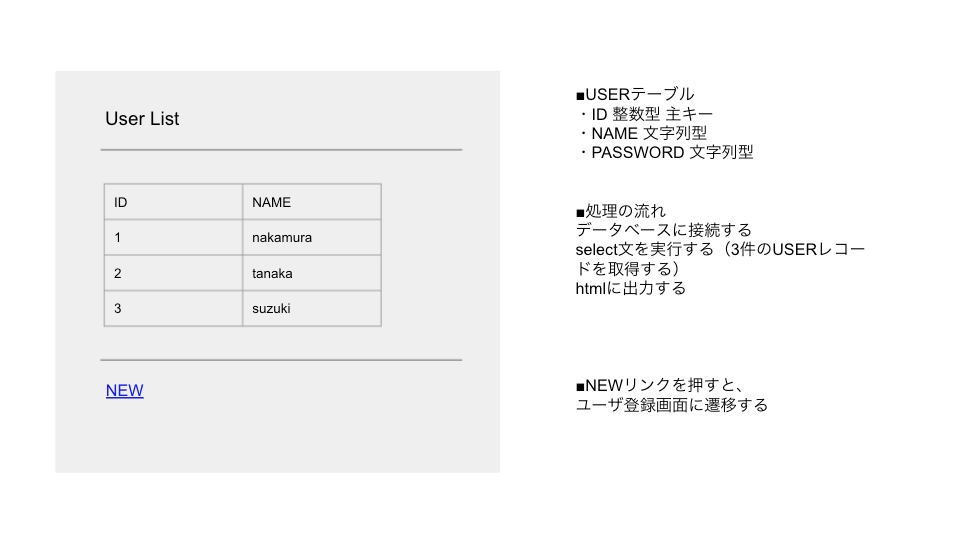 User List
ID NAME
1 nakamura
2 tanaka
3 suzuki
NEW
■USERテーブル
・ID 整数型 主キー
・NAME 文字列型
・PASSWORD 文字列型
■処理の流れ
データベースに接続する
select文を実行する（3件のUSERレコー
ドを取得する）
htmlに出力する
■NEWリンクを押すと、
ユーザ登録画面に遷移する